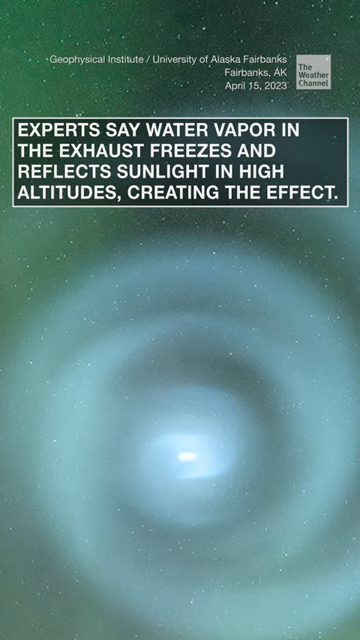 Geophysical Institute / University of Alaska Fairbanks
Fairbanks, AK
April 15, 2023
The
Weather
Channel
EXPERTS SAY WATER VAPOR IN
THE EXHAUST FREEZES AND
REFLECTS SUNLIGHT IN HIGH
ALTITUDES, CREATING THE EFFECT.